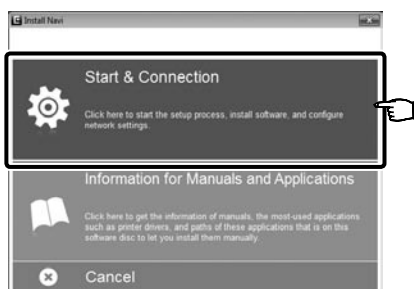 Install Navi
Start & Connection
Click here to start the setup process, install software, and configure
network settings.
Information for Manuals and Applications
Click here to get the information of manuals, the most-used applications
such as printer drivers, and paths of these applications that is on this
software disc to let you install them manually.
Cancel